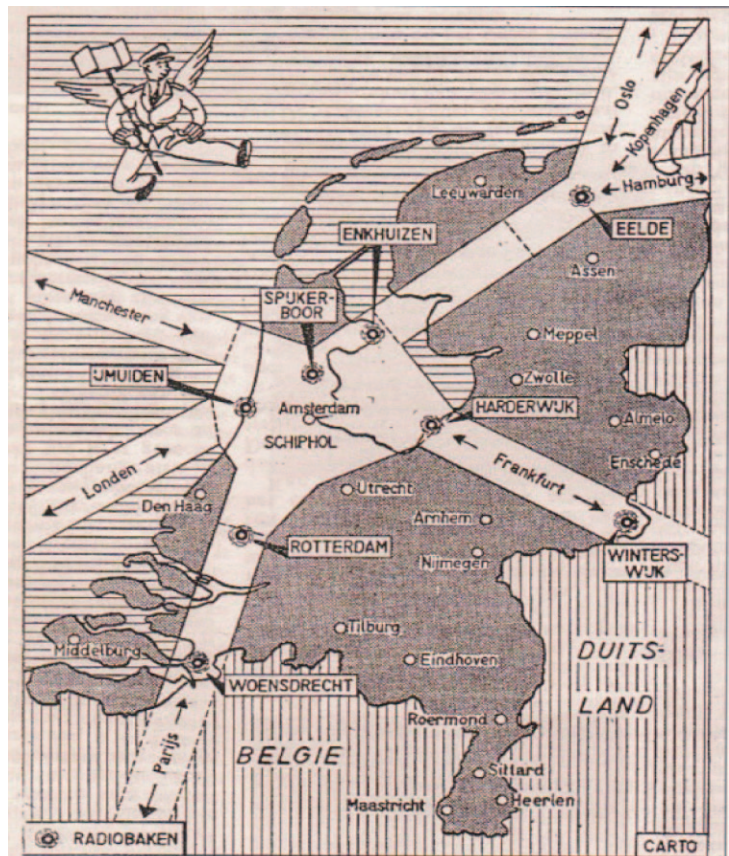 Oslo
Kopenhagen
Hamburg
Leeuwarden
EELDE
ENKHUIZEN
Assen
Manchester
SPIJKER-
BOOR
Meppel
IJMUIDEN
Zwolle
Amsterdam
HARDERWIJK
Almelo
SCHIPHOL
Enschede
Londen
Frankfurt
Utrecht
Den Haag
Arnhem
ROTTERDAM
Nijmegen
WINTERS-
WIJK
Tilburg
Middelburg
Eindhoven
DUITS-
LAND
WOENSDRECHT
Roermond
Parijs
BELGIE
Sittard
Heerlen
Maastricht
RADIOBAKEN
CARTO